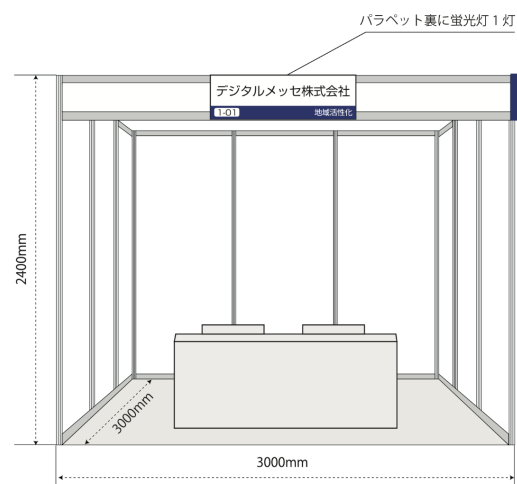 パラペット裏に蛍光灯1灯
デジタルメッセ株式会社
1-01 地域活性化
2400mm
3000mm
3000mm